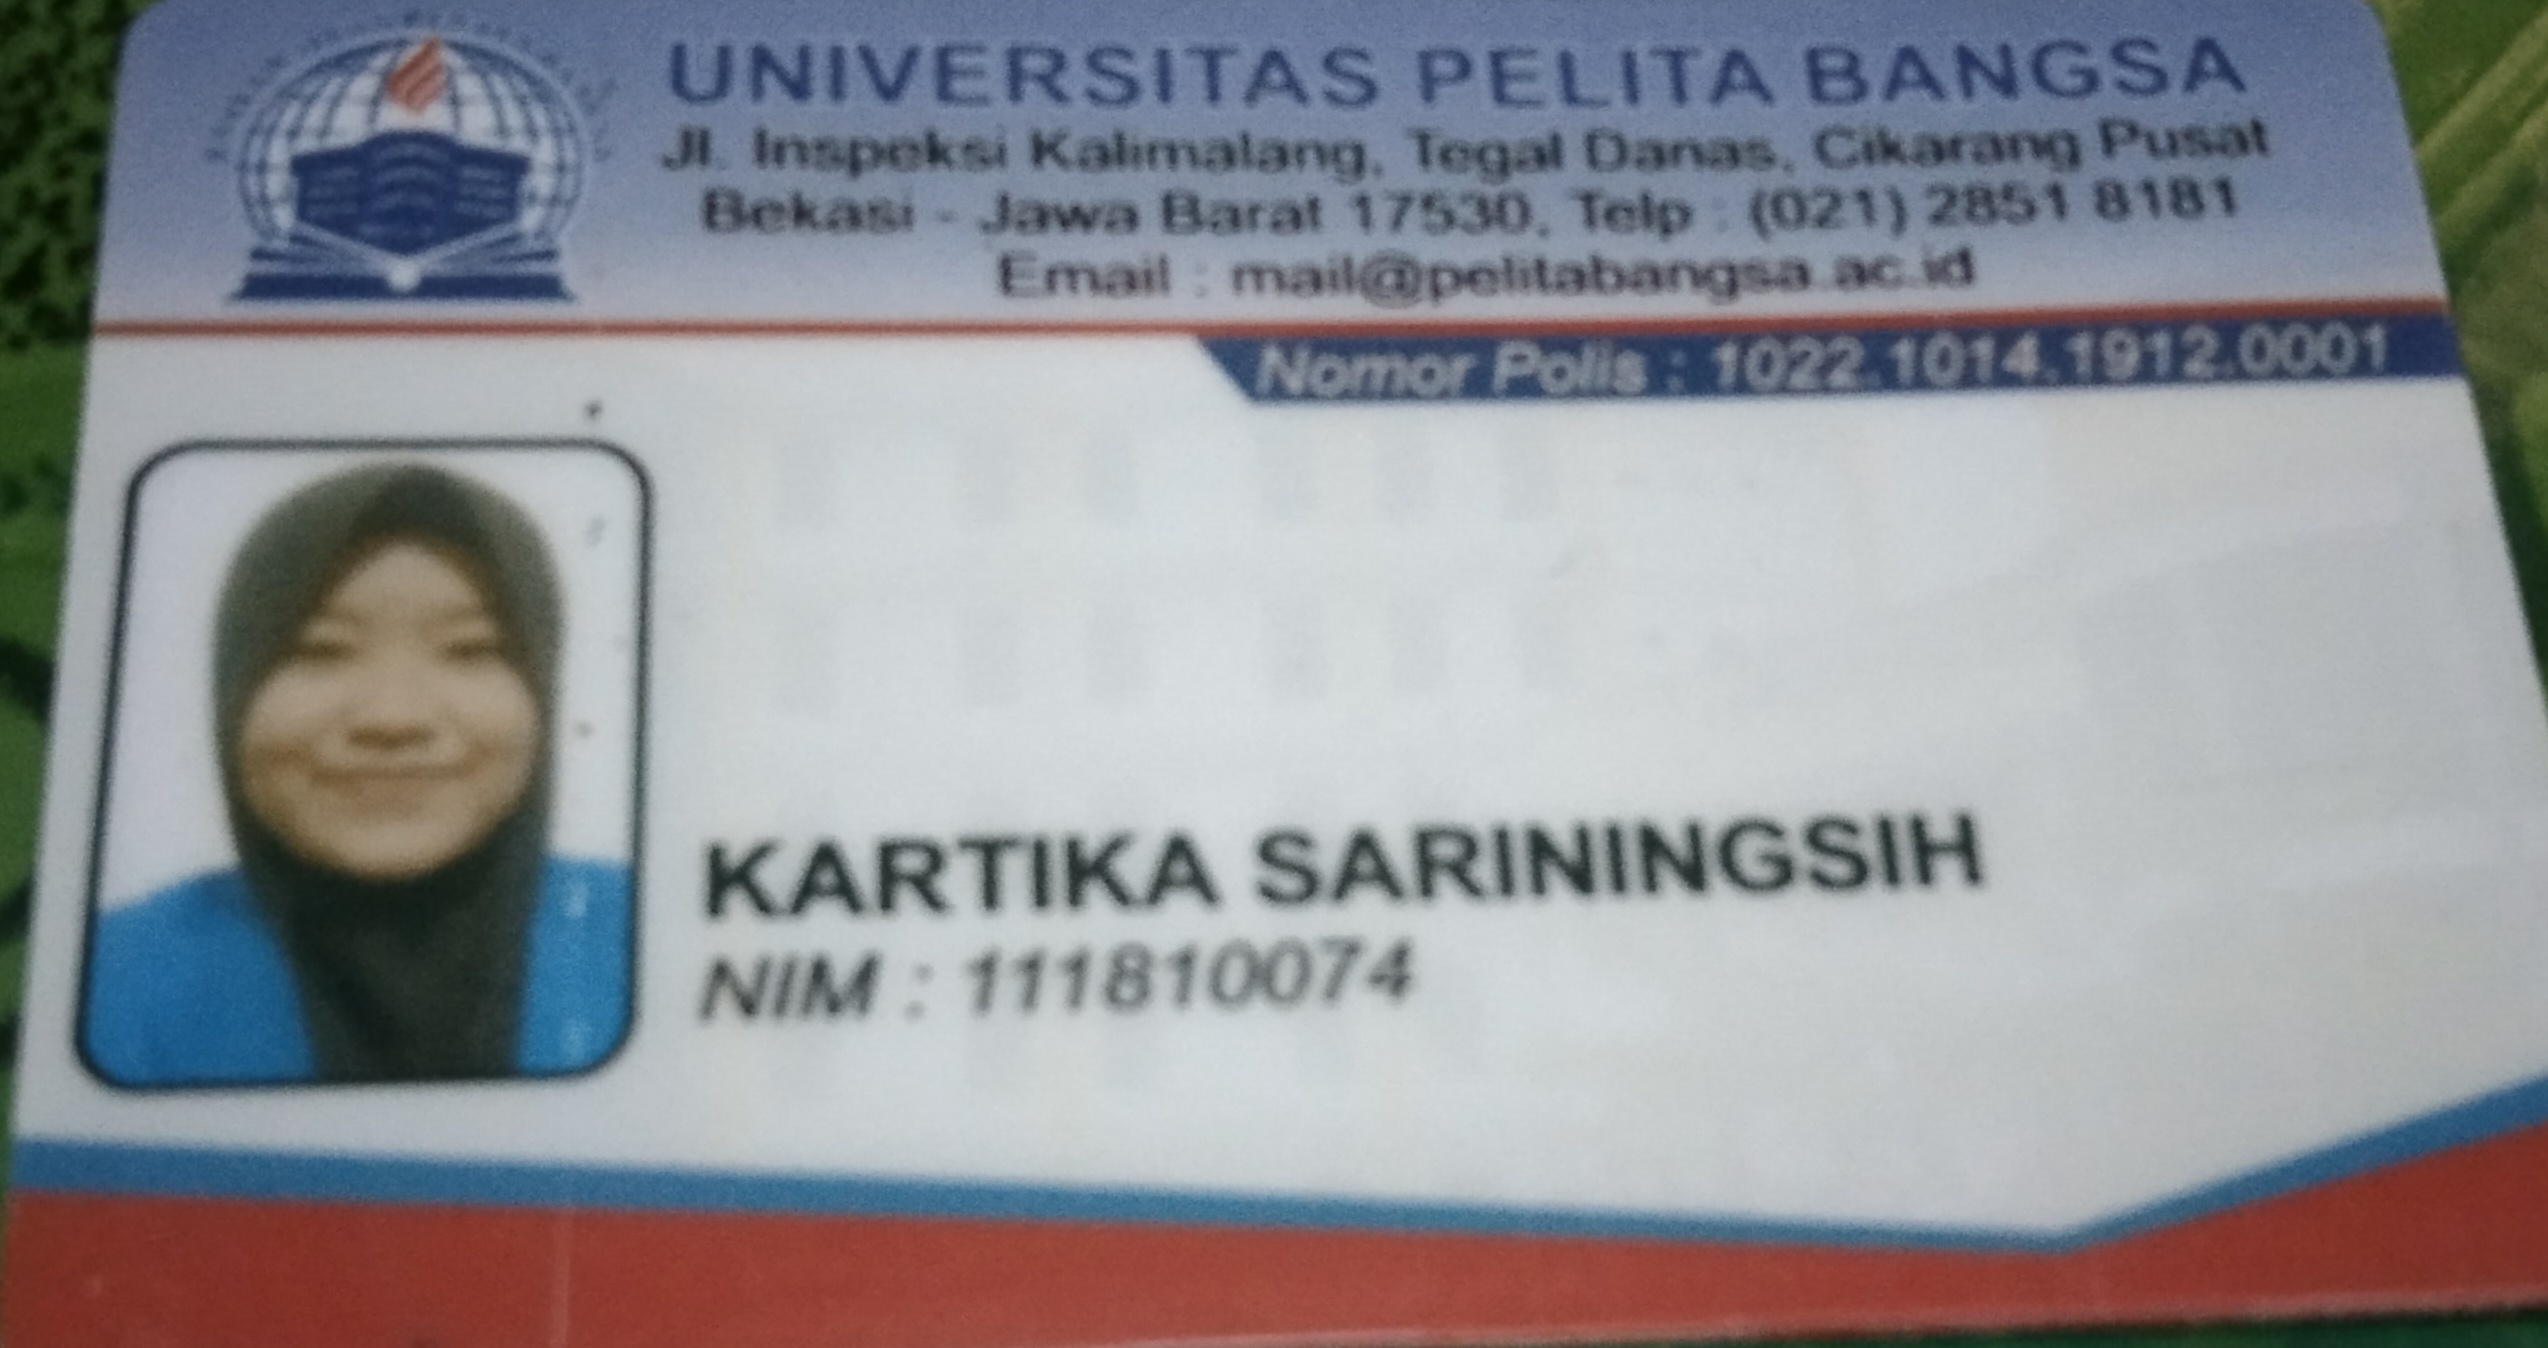 UNIVERSITAS PELITA BANGSA
Jl. Inspeksi Kalimalang, Tegal Danas, Cikarang Pusat
Bekasi - Jawa Barat 17530, Telp : (021) 2851 8181
Email : mail@pelitabangsa.ac.id
Nomor Polis : 1022.1014.1912.0001
KARTIKA SARININGSIH
NIM : 111810074